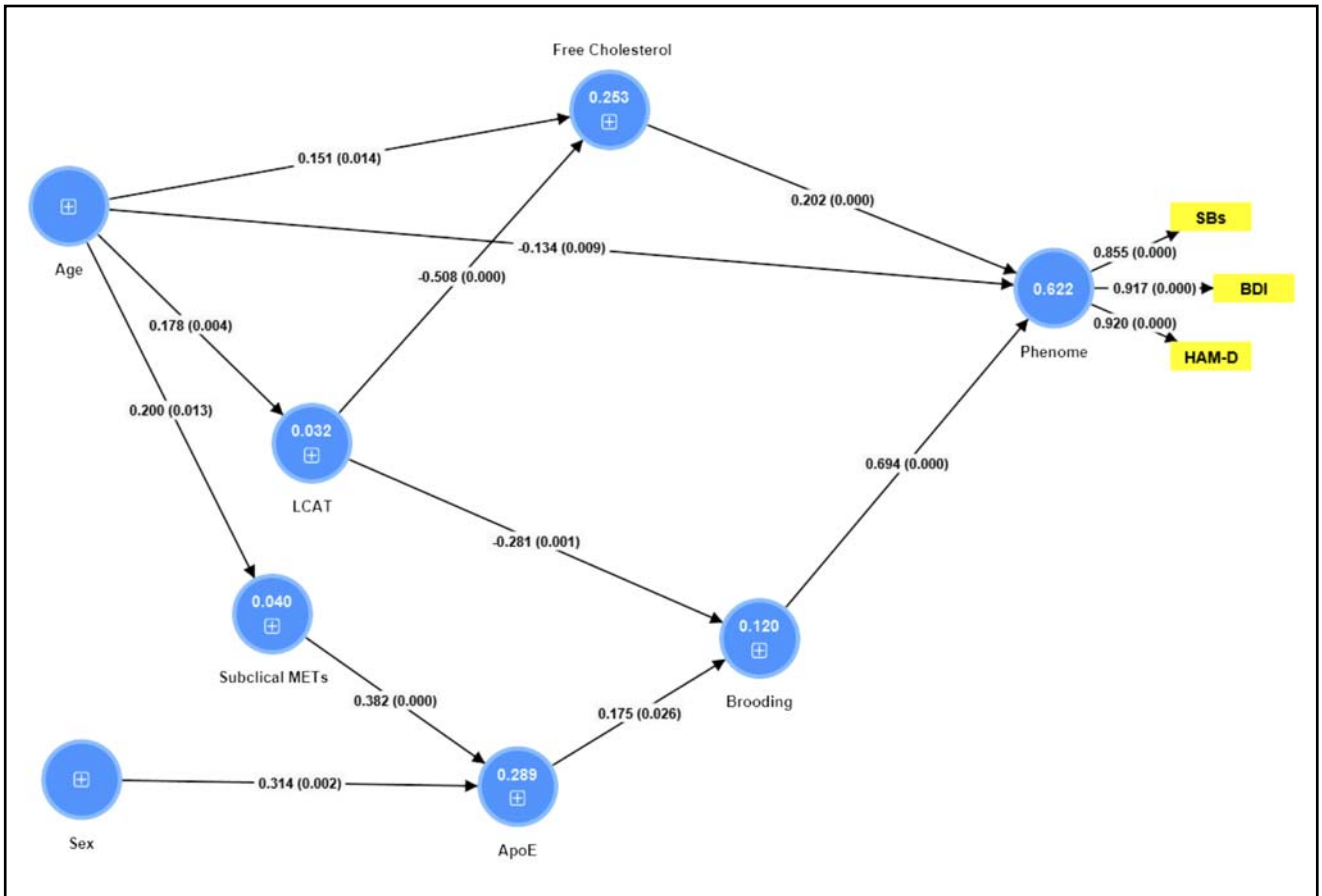 Free Cholesterol
0.253
0.151 (0.014)
0.202 (0.000)
SBs
-0.134 (0.009)
0.855 (0.000)
Age
-0.508 (0.000)
0.622
0.917 (0.000)
BDI
0.178 (0.004)
0.920 (0.000)
Phenome
HAM-D
0.200 (0.013)
0.032
0.694 (0.000)
LCAT
-0.281 (0.001)
0.040
0.120
Subclical METs
0.382 (0.000)
0.175 (0.026)
Brooding
0.314 (0.002)
0.289
Sex
ApoE